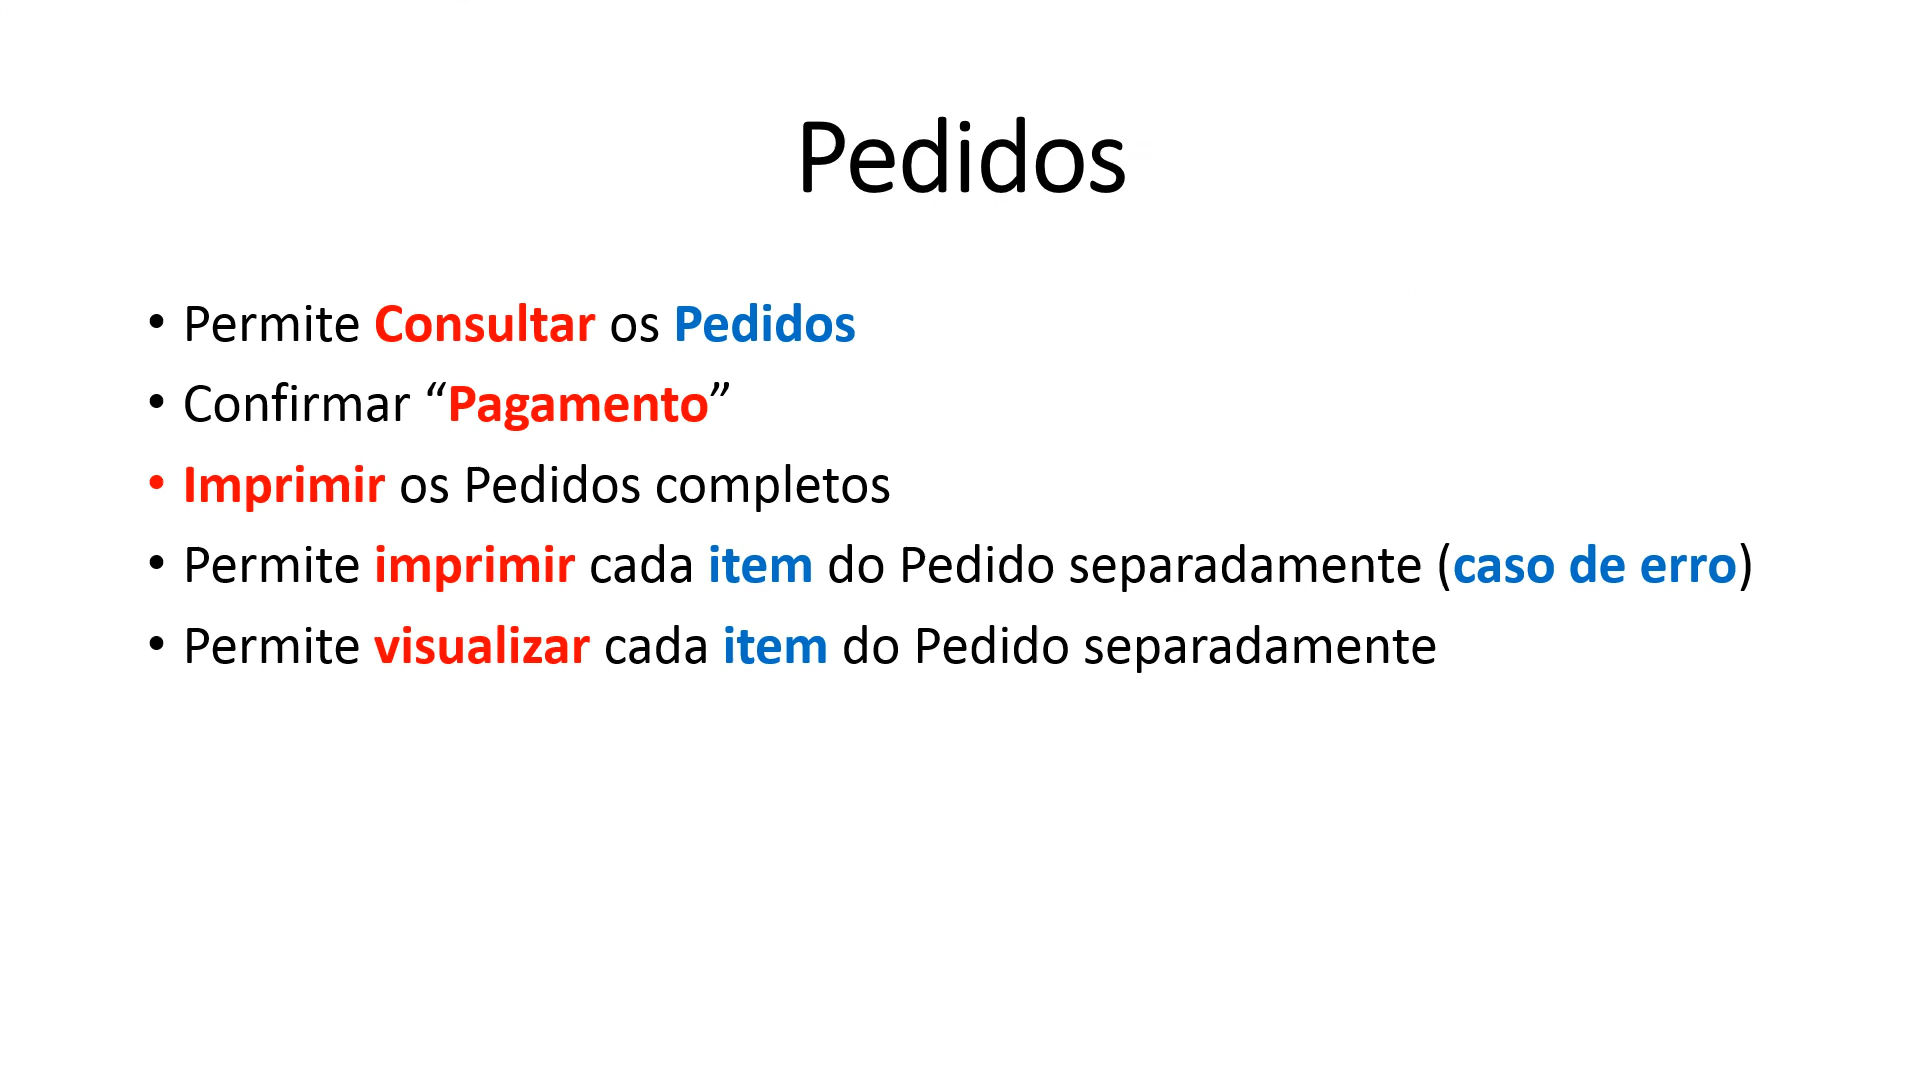 Pedidos
• Permite Consultar os Pedidos
• Confirmar “Pagamento”
• Imprimir os Pedidos completos
• Permite imprimir cada item do Pedido separadamente (caso de erro)
• Permite visualizar cada item do Pedido separadamente